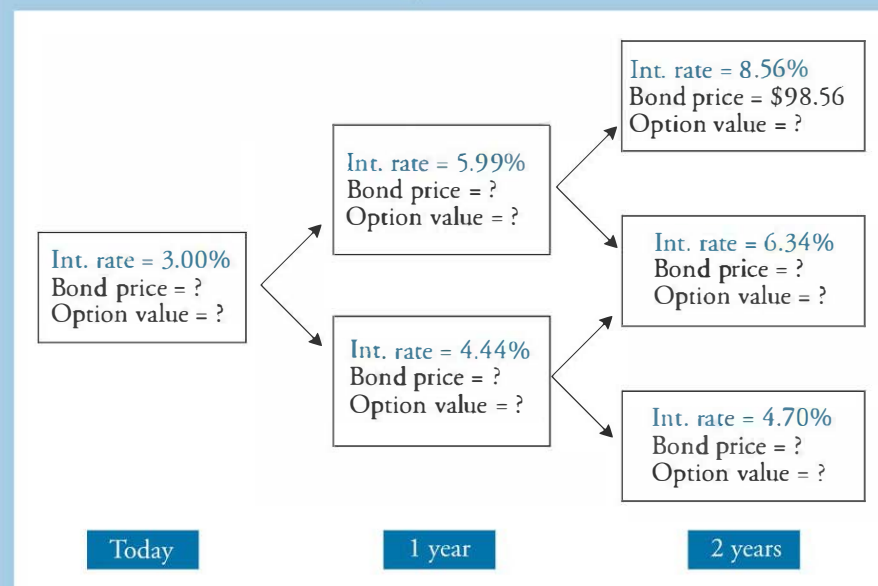 Int. rate = 8.56%
Bond price = $98.56
Option value = ?
Int. rate = 5.99%
Bond price = ?
Option value = ?
Int. rate = 3.00%
Bond price = ?
Option value = ?
Int. rate = 6.34%
Bond price = ?
Option value = ?
Int. rate = 4.44%
Bond price = ?
Option value = ?
Int. rate = 4.70%
Bond price = ?
Option value = ?
Today
1 year
2 years